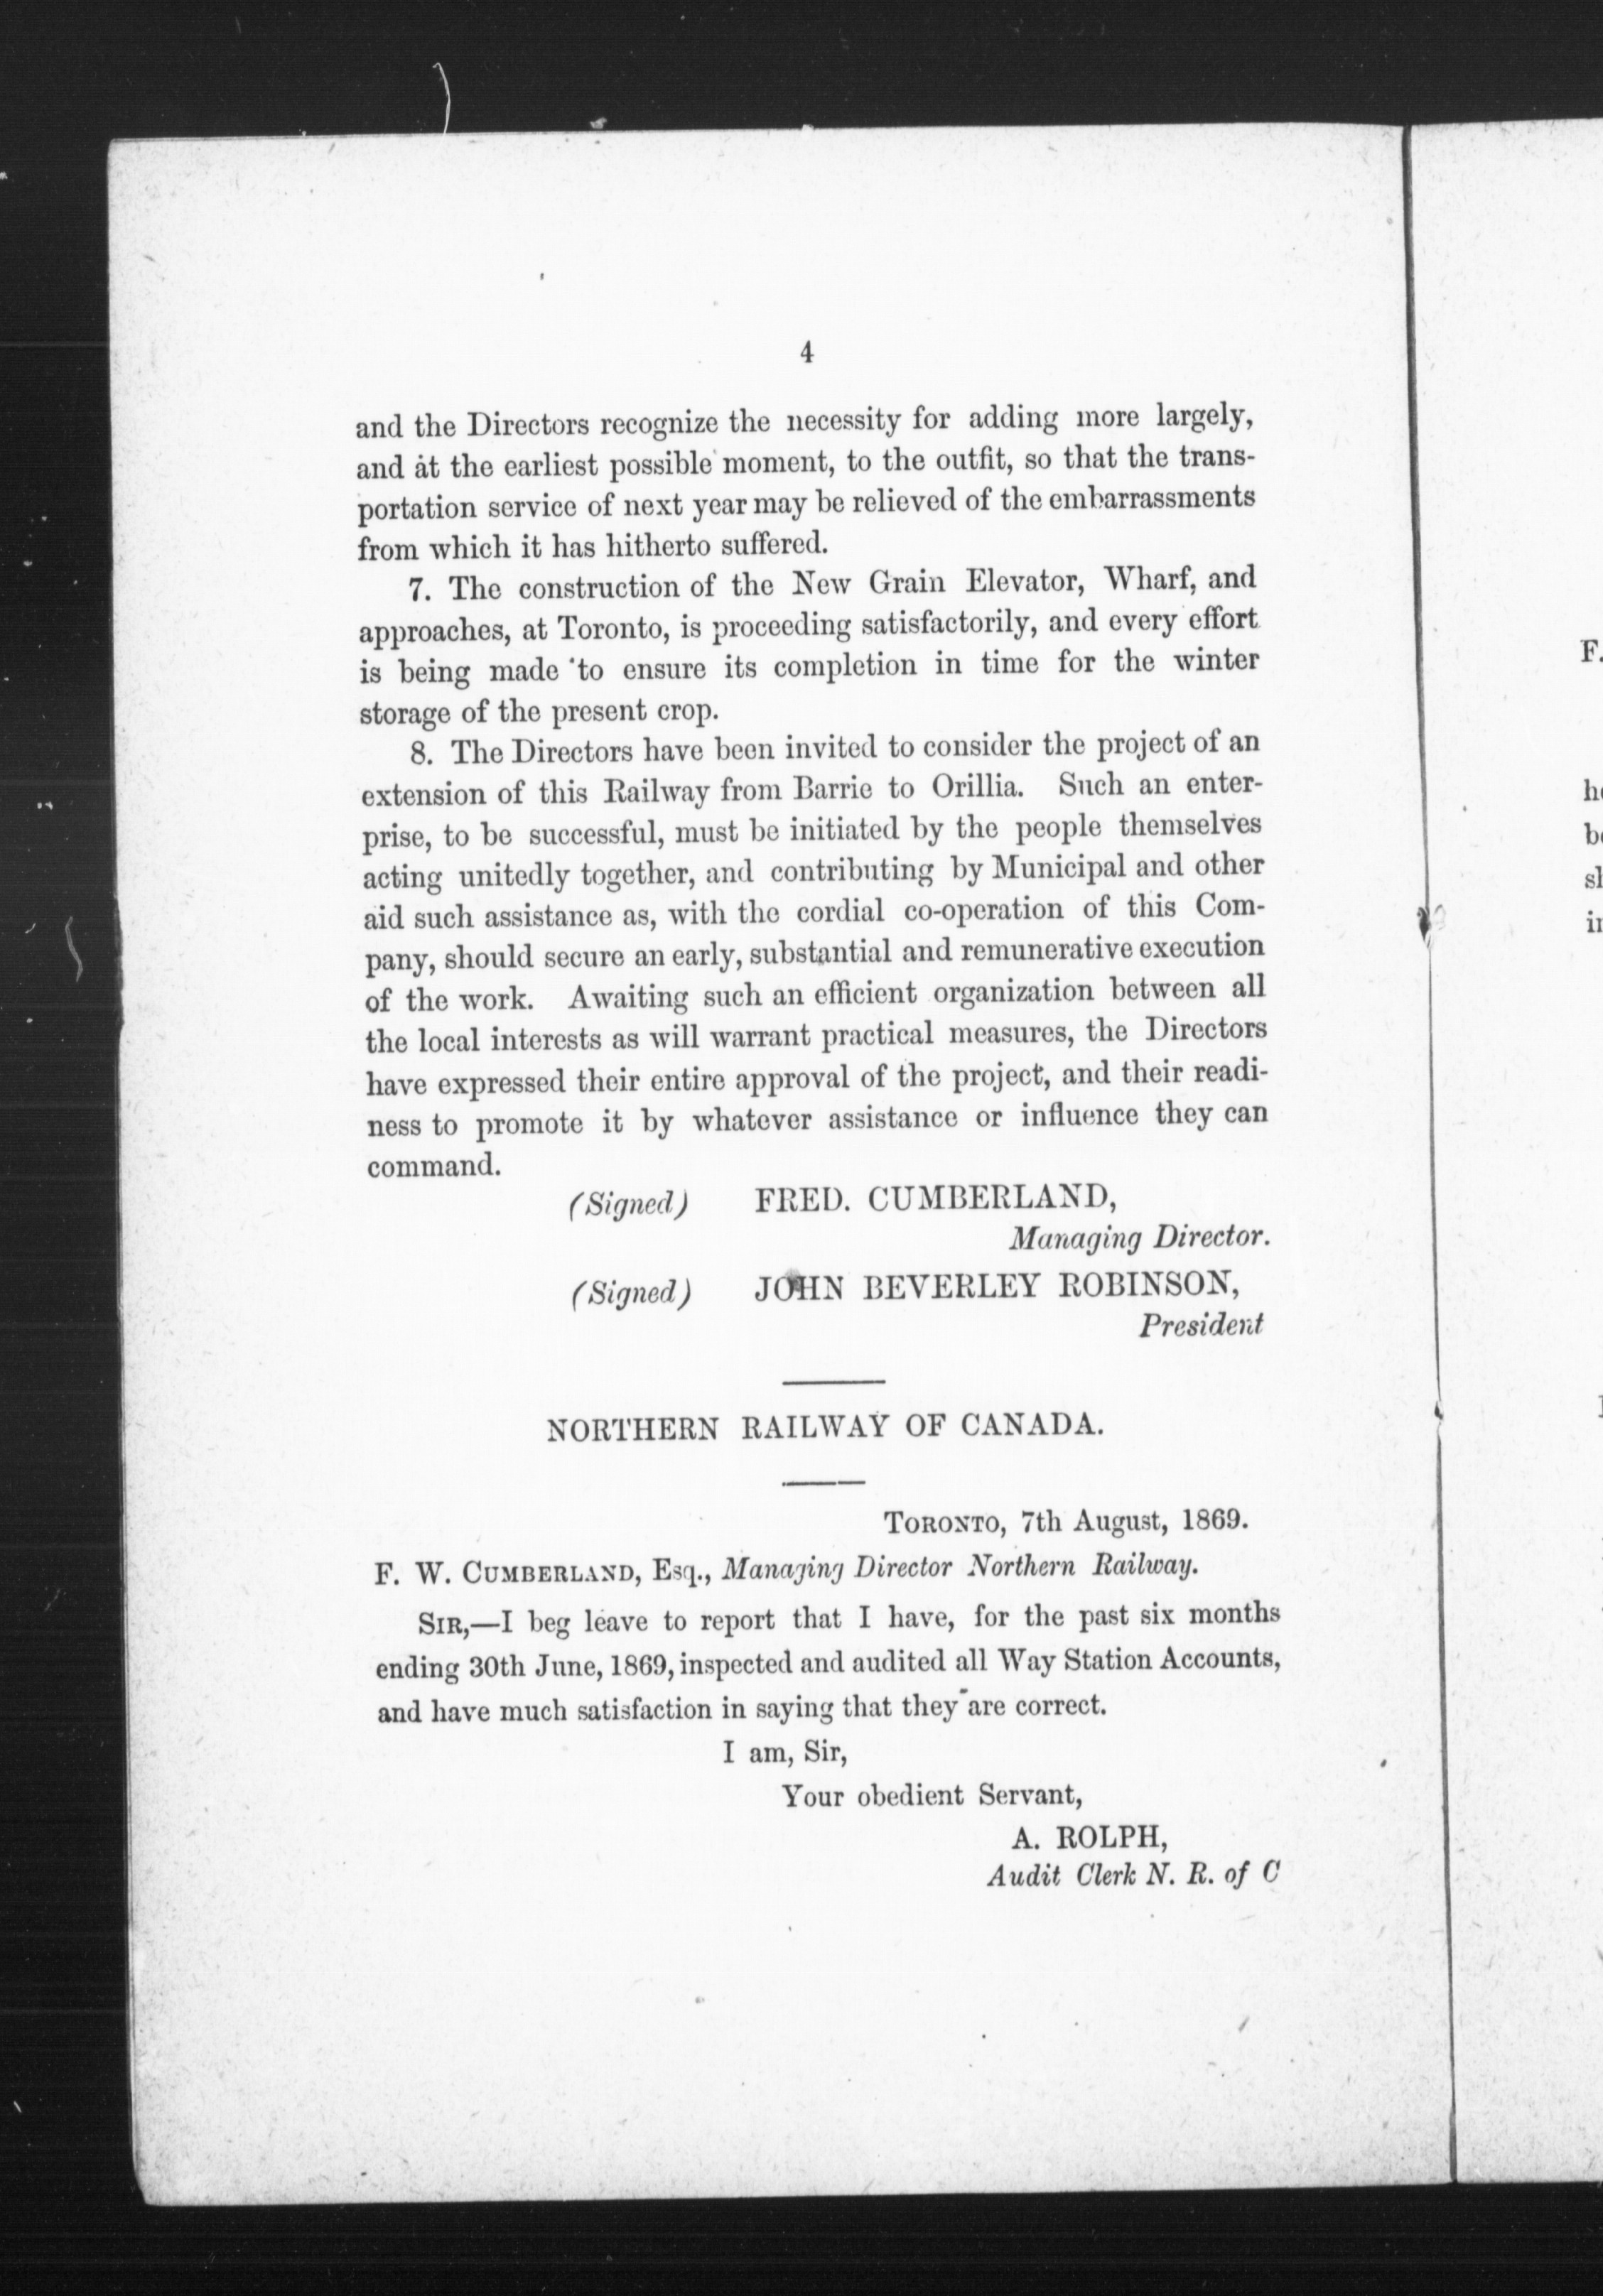 4
and the Directors recognize the necessity for adding more largely,
and at the earliest possible moment, to the outfit, so that the trans-
portation service of next year may be relieved of the embarrassments
from which it has hitherto suffered.
7. The construction of the New Grain Elevator, Wharf, and
approaches, at Toronto, is proceeding satisfactorily, and every effort
is being made to ensure its completion in time for the winter
storage of the present crop.
8. The Directors have been invited to consider the project of an
extension of this Railway from Barrie to Orillia. Such an enter-
prise, to be successful, must be initiated by the people themselves
acting unitedly together, and contributing by Municipal and other
aid such assistance as, with the cordial co-operation of this Com-
pany, should secure an early, substantial and remunerative execution
of the work. Awaiting such an efficient organization between all
the local interests as will warrant practical measures, the Directors
have expressed their entire approval of the project, and their readi-
ness to promote it by whatever assistance or influence they can
command.
(Signed) FRED. CUMBERLAND,
Managing Director.
(Signed) JOHN BEVERLEY ROBINSON,
President
NORTHERN RAILWAY OF CANADA.
TORONTO, 7th August, 1869.
F. W. CUMBERLAND, Esq., Managing Director Northern Railway.
SIR,—I beg leave to report that I have, for the past six months
ending 30th June, 1869, inspected and audited all Way Station Accounts,
and have much satisfaction in saying that they are correct.
I am, Sir,
Your obedient Servant,
A. ROLPH,
Audit Clerk N. R. of C
F.